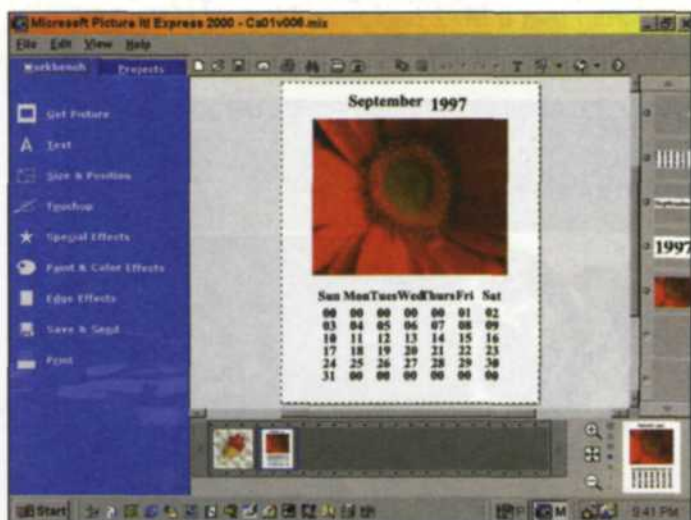 Microsoft Picture It! Express 2000 - Ca01v006.mix
File Edit View Help
Workbench Projects
Get Picture
Text
Size & Position
Touchup
Special Effects
Paint & Color Effects
Edge Effects
Save & Send
Print
September 1997
Sun Mon Tues Wed Thurs Fri Sat
00 00 00 00 00 01 02
03 04 05 06 07 08 09
10 11 12 13 14 15 16
17 18 19 20 21 22 23
24 25 26 27 28 29 30
31 00 00 00 00 00 00
September
1997
Start
9:41 PM